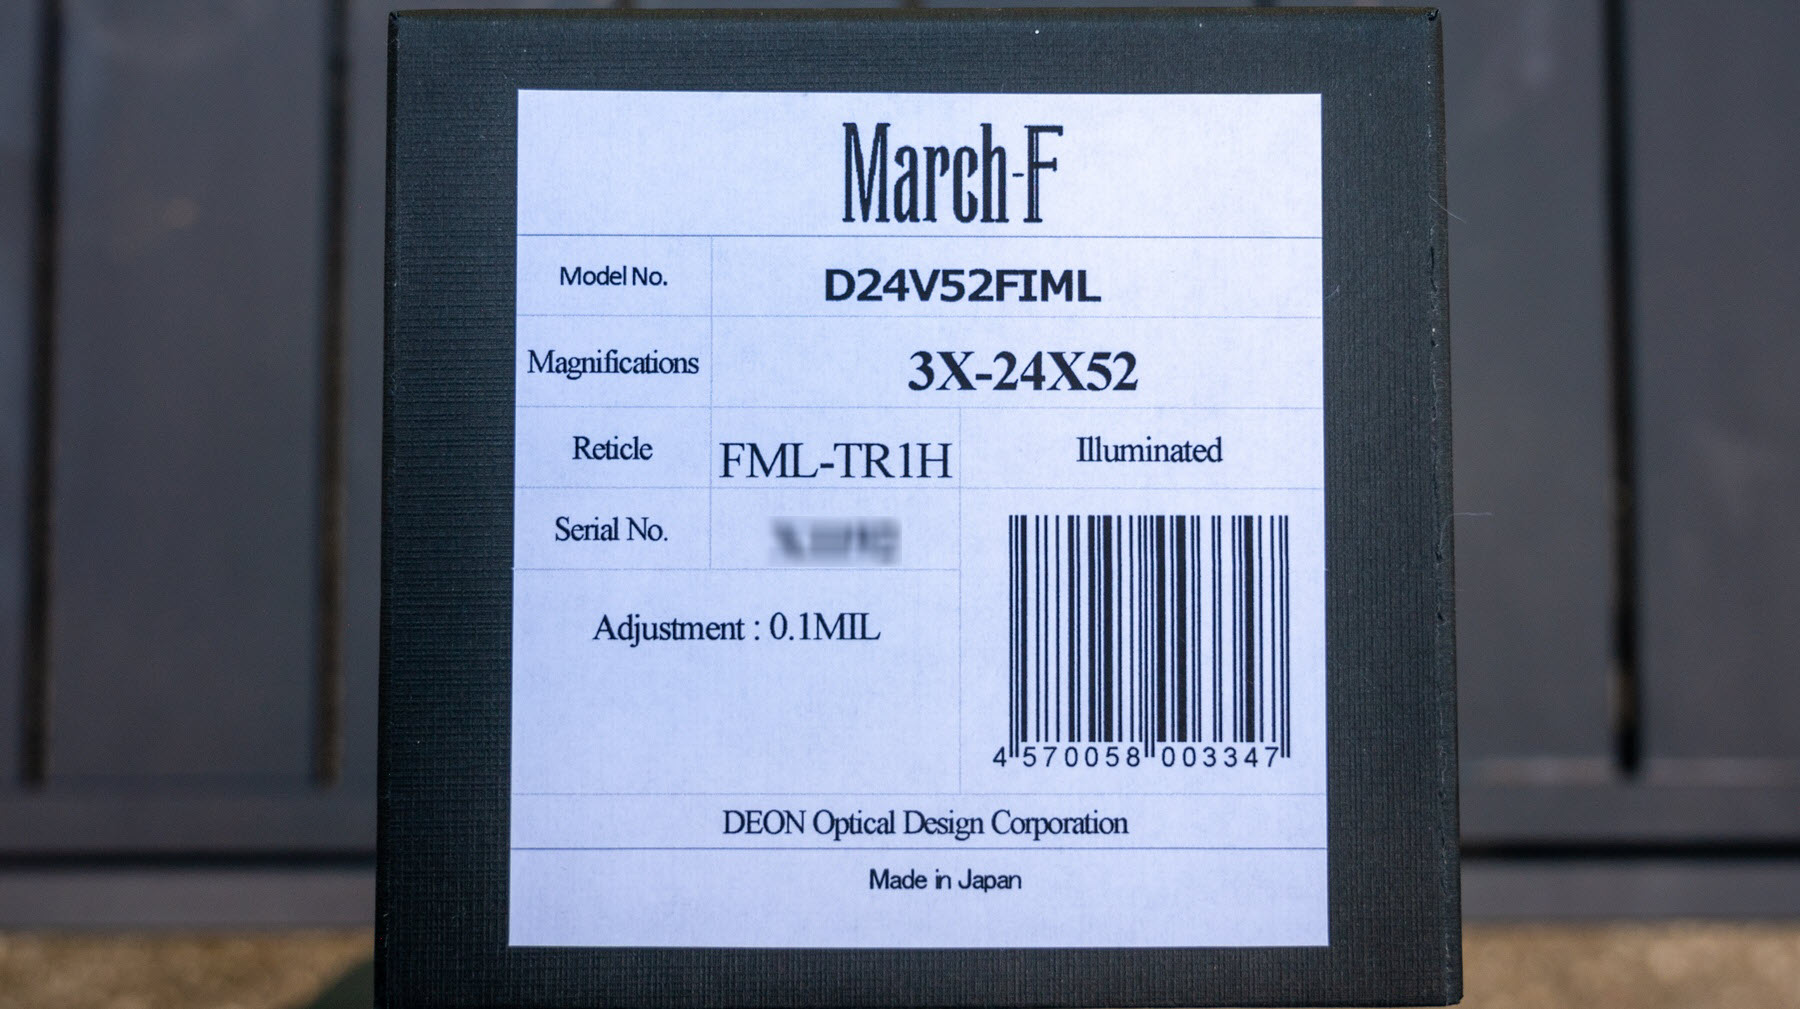 March-F
Model No. D24V52FIML
Magnifications 3X-24X52
Reticle FML-TR1H Illuminated
Serial No.
Adjustment : 0.1MIL
4 570058 003347
DEON Optical Design Corporation
Made in Japan